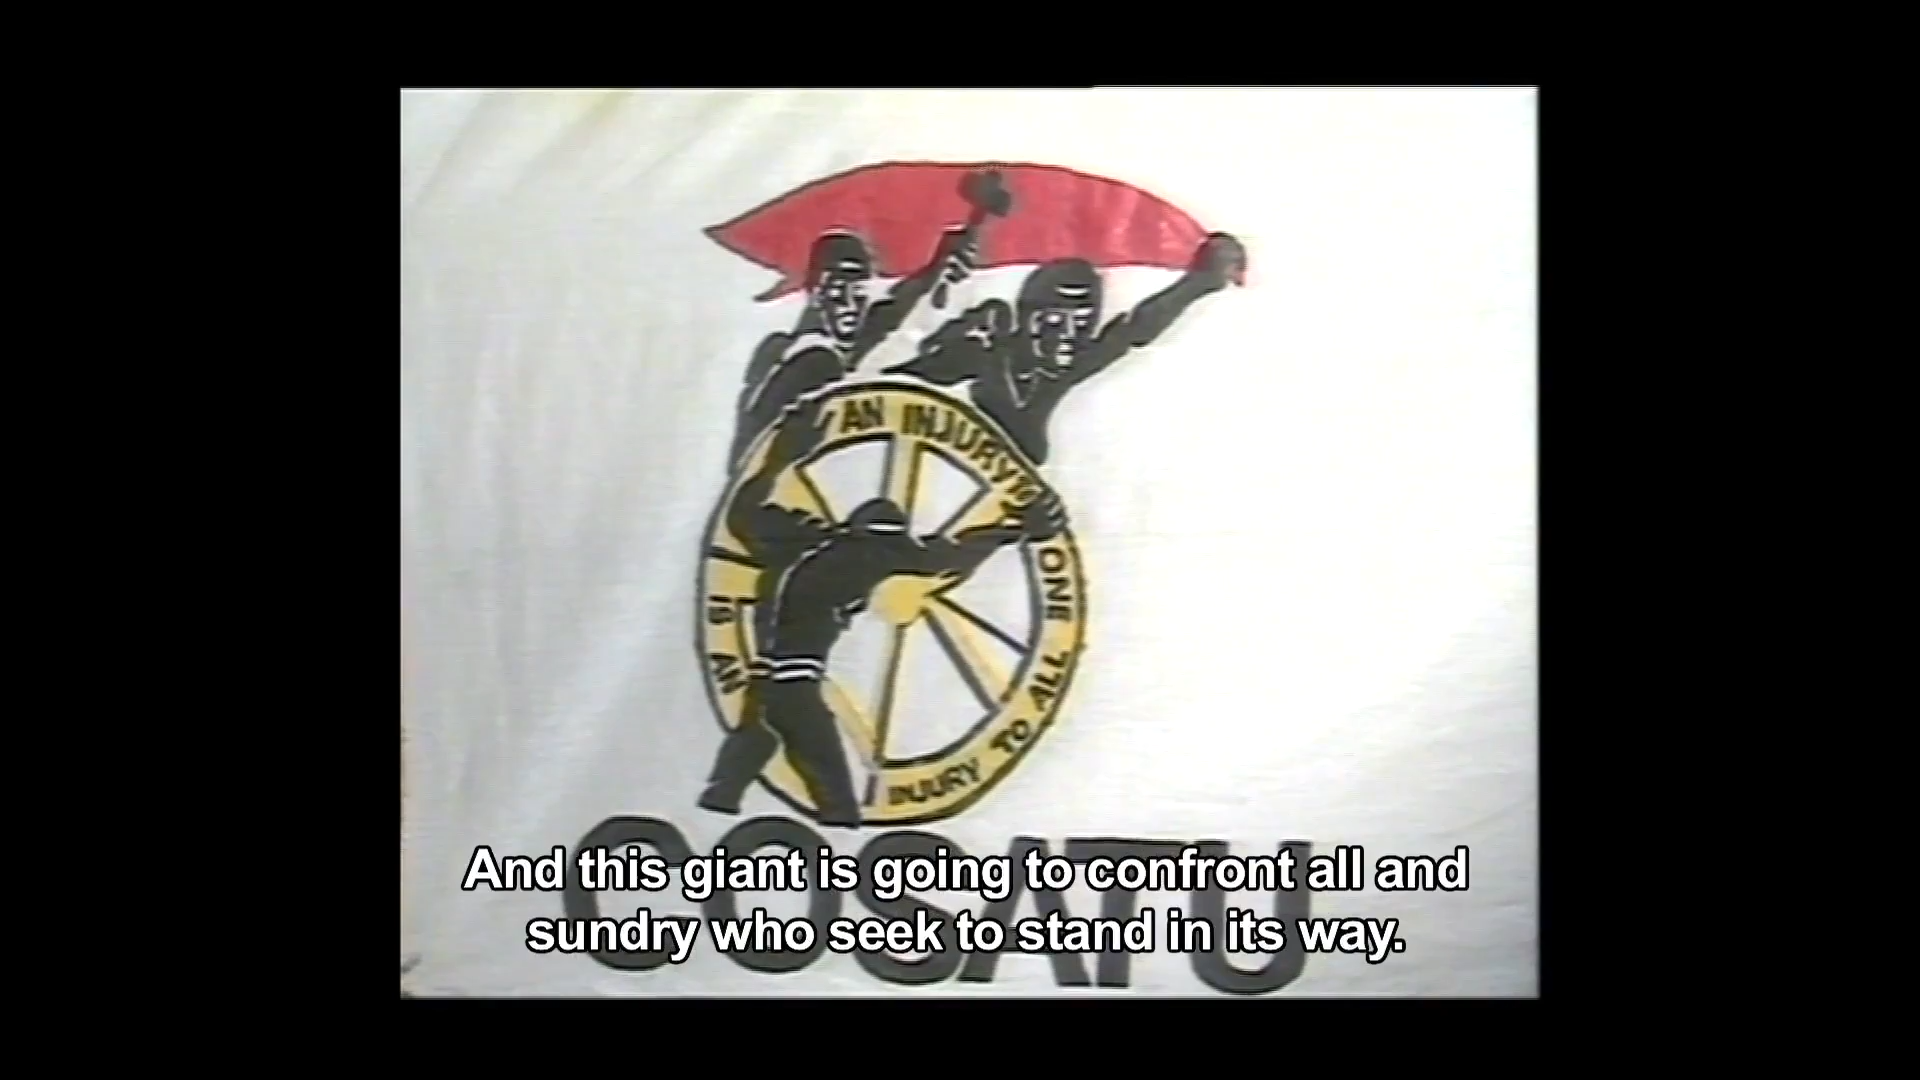 AN INJURY TO ONE
IS AN
INJURY TO ALL
COSATU
And this giant is going to confront all and
sundry who seek to stand in its way.